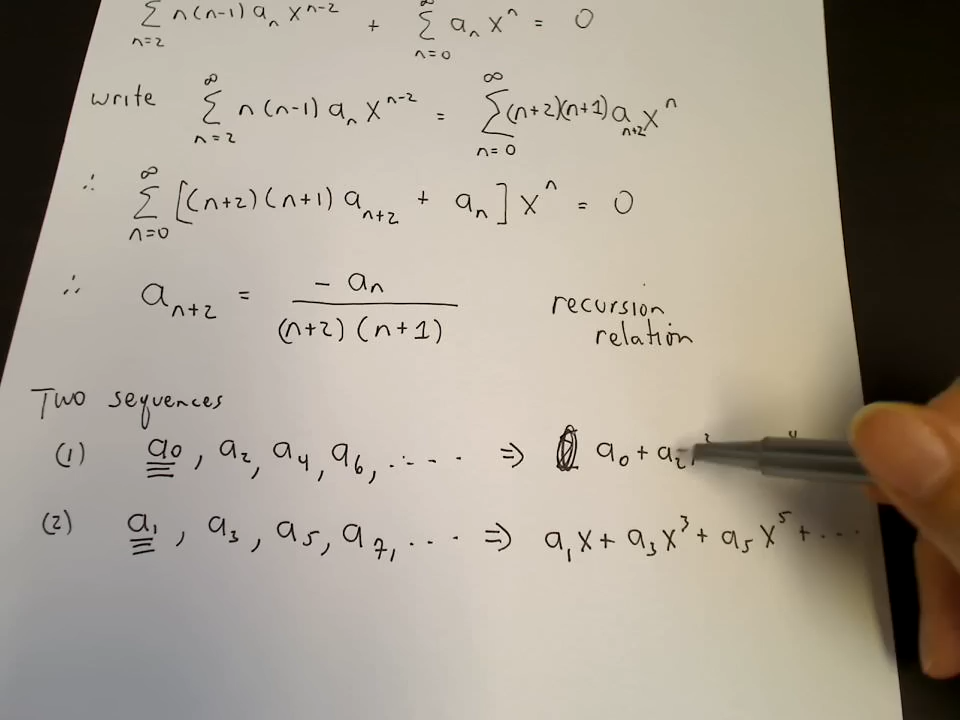 ∑ n(n-1) a_n x^{n-2} + ∑ a_n x^n = 0
n=2 n=0
write ∑_{n=2}^{∞} n(n-1) a_n x^{n-2} = ∑_{n=0}^{∞} (n+2)(n+1) a_{n+2} x^n
∴ ∑_{n=0}^{∞} [(n+2)(n+1) a_{n+2} + a_n] x^n = 0
∴ a_{n+2} = -a_n / (n+2)(n+1) recursion
relation
Two sequences
(1) a_0, a_2, a_4, a_6, ..... ⇒ a_0 + a_2
(2) a_1, a_3, a_5, a_7, ... ⇒ a_1 x + a_3 x^3 + a_5 x^5 + ...